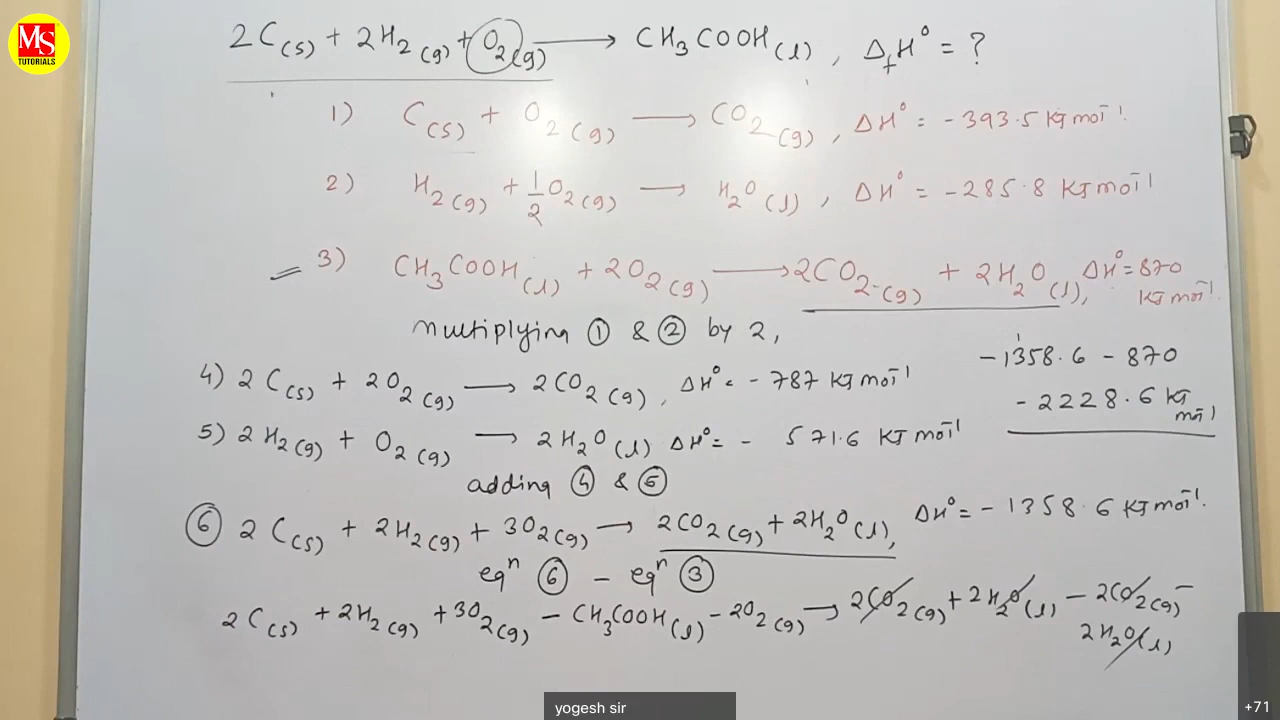 MS
TUTORIALS
2C(s) + 2H₂(g) + O₂(g) ⟶ CH₃COOH(l), ΔfH° = ?
1) C(s) + O₂(g) ⟶ CO₂(g), ΔH° = -393.5 KJ mol⁻¹.
2) H₂(g) + 1/2 O₂(g) ⟶ H₂O(l), ΔH° = -285.8 KJ mol⁻¹
3) CH₃COOH(l) + 2O₂(g) ⟶ 2CO₂(g) + 2H₂O(l), ΔH° = 870
KJ mol⁻¹.
multiplying ① & ② by 2,
-1358.6 - 870
4) 2C(s) + 2O₂(g) ⟶ 2CO₂(g), ΔH° = -787 KJ mol⁻¹
-2228.6 KJ
mol⁻¹
5) 2H₂(g) + O₂(g) ⟶ 2H₂O(l) ΔH° = - 571.6 KJ mol⁻¹
adding ④ & ⑤
⑥ 2C(s) + 2H₂(g) + 3O₂(g) ⟶ 2CO₂(g) + 2H₂O(l), ΔH° = -1358.6 KJ mol⁻¹.
eqⁿ ⑥ - eqⁿ ③
2C(s) + 2H₂(g) + 3O₂(g) - CH₃COOH(l) - 2O₂(g) ⟶ 2CO₂(g) + 2H₂O(l) - 2CO₂(g) -
2H₂O(l)
yogesh sir
+71